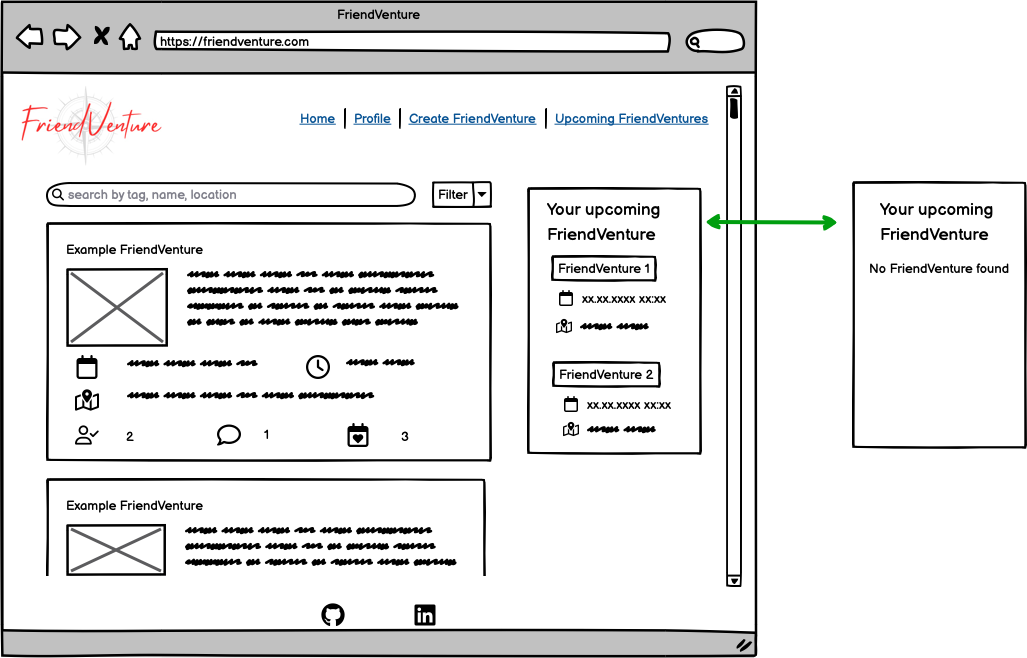 FriendVenture
https://friendventure.com
FriendVenture
Home
Profile
Create FriendVenture
Upcoming FriendVentures
search by tag, name, location
Filter
Example FriendVenture
2
1
3
Example FriendVenture
Your upcoming
FriendVenture
FriendVenture 1
xx.xx.xxxx xx:xx
FriendVenture 2
xx.xx.xxxx xx:xx
Your upcoming
FriendVenture
No FriendVenture found
in